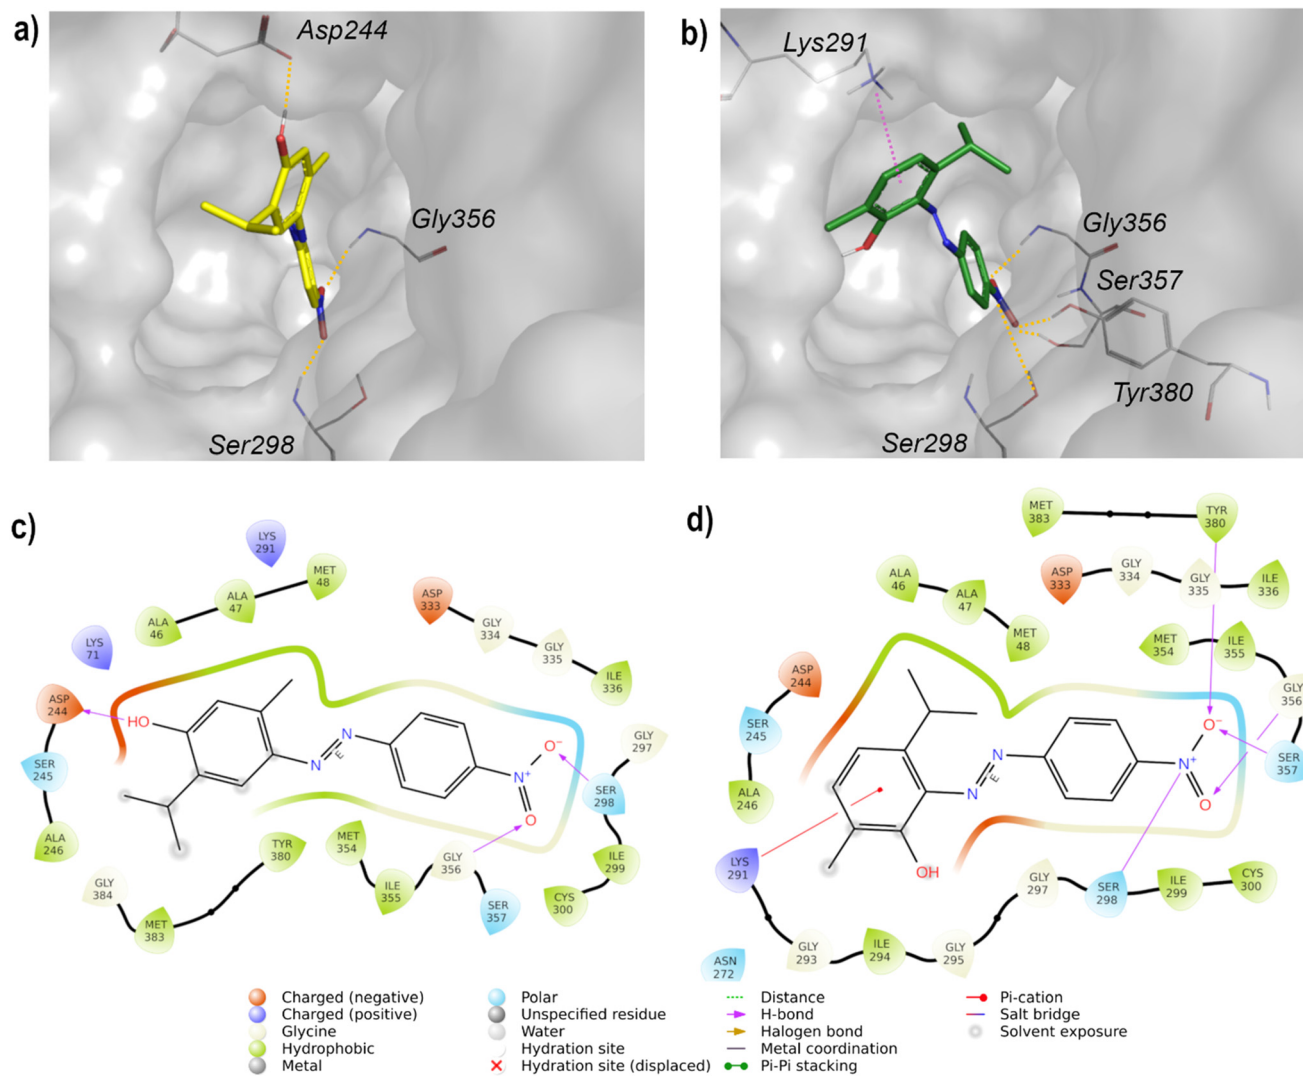 a)
Asp244
Gly356
Ser298
b)
Lys291
Gly356
Ser357
Tyr380
Ser298
c)
LYS
291
MET
48
ALA
47
ALA
46
LYS
71
ASP
333
GLY
334
GLY
335
ILE
336
ASP
244
HO
SER
245
N
N
E
O⁻
N⁺
O
GLY
297
SER
298
ALA
246
TYR
380
MET
354
GLY
356
ILE
299
GLY
384
ILE
355
CYS
300
SER
357
MET
383
d)
MET
383
TYR
380
ALA
46
ASP
333
GLY
334
GLY
335
ILE
336
ALA
47
MET
48
MET
354
ILE
355
ASP
244
GLY
356
SER
245
O⁻
N
N
E
N⁺
SER
357
ALA
246
O
LYS
291
OH
GLY
297
SER
298
ILE
299
CYS
300
GLY
293
ILE
294
GLY
295
ASN
272
Charged (negative)
Charged (positive)
Glycine
Hydrophobic
Metal
Polar
Unspecified residue
Water
Hydration site
Hydration site (displaced)
Distance
H-bond
Halogen bond
Metal coordination
Pi-Pi stacking
Pi-cation
Salt bridge
Solvent exposure